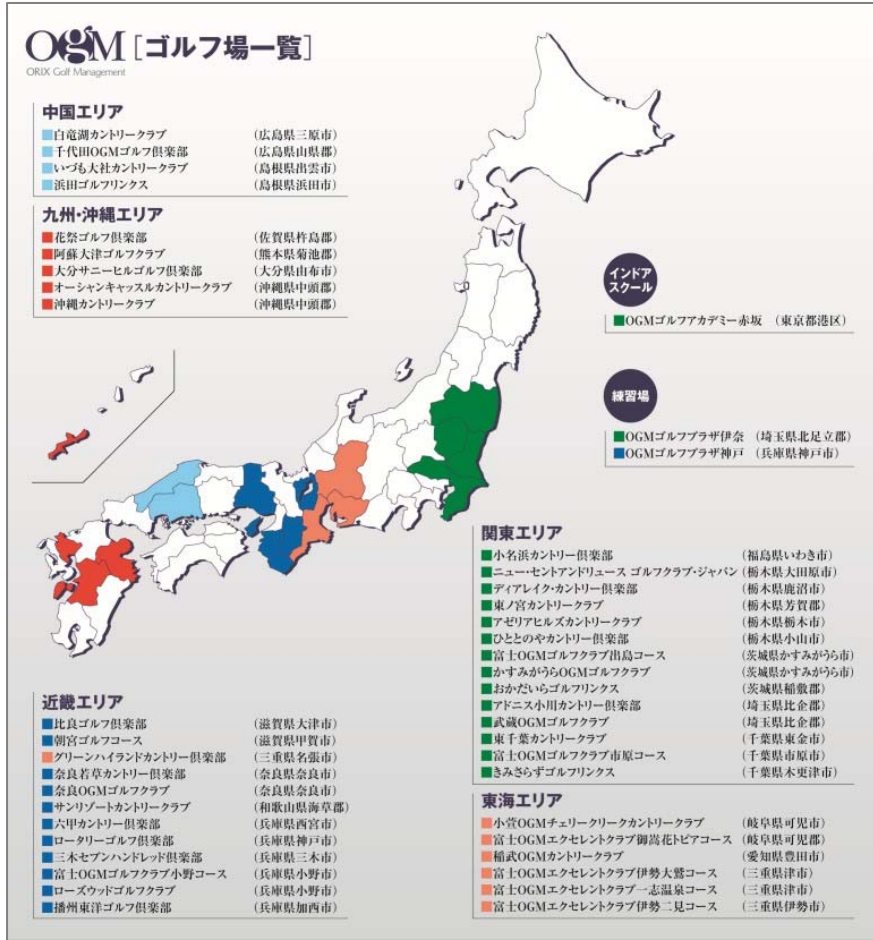 OGM [ゴルフ場一覧]
ORIX Golf Management
中国エリア
■白竜湖カントリークラブ (広島県三原市)
■千代田OGMゴルフ倶楽部 (広島県山県郡)
■いづも大社カントリークラブ (島根県出雲市)
■浜田ゴルフリンクス (島根県浜田市)
九州・沖縄エリア
■花祭ゴルフ倶楽部 (佐賀県杵島郡)
■阿蘇大津ゴルフクラブ (熊本県菊池郡)
■大分サニーヒルゴルフ倶楽部 (大分県由布市)
■オーシャンキャッスルカントリークラブ (沖縄県中頭郡)
■沖縄カントリークラブ (沖縄県中頭郡)
インドア
スクール
■OGMゴルフアカデミー赤坂 (東京都港区)
練習場
■OGMゴルフプラザ伊奈 (埼玉県北足立郡)
■OGMゴルフプラザ神戸 (兵庫県神戸市)
関東エリア
■小名浜カントリー倶楽部 (福島県いわき市)
■ニュー・セントアンドリュース ゴルフクラブ・ジャパン (栃木県大田原市)
■ディアレイク・カントリー倶楽部 (栃木県鹿沼市)
■東ノ宮カントリークラブ (栃木県芳賀郡)
■アゼリアヒルズカントリークラブ (栃木県栃木市)
■ひととのやカントリー倶楽部 (栃木県小山市)
■富士OGMゴルフクラブ出島コース (茨城県かすみがうら市)
■かすみがうらOGMゴルフクラブ (茨城県かすみがうら市)
■おかだいらゴルフリンクス (茨城県稲敷郡)
■アドニス小川カントリー倶楽部 (埼玉県比企郡)
■武蔵OGMゴルフクラブ (埼玉県比企郡)
■東千葉カントリークラブ (千葉県東金市)
■富士OGMゴルフクラブ市原コース (千葉県市原市)
■きみさらずゴルフリンクス (千葉県木更津市)
近畿エリア
■比良ゴルフ倶楽部 (滋賀県大津市)
■朝宮ゴルフコース (滋賀県甲賀市)
■グリーンハイランドカントリー倶楽部 (三重県名張市)
■奈良若草カントリー倶楽部 (奈良県奈良市)
■奈良OGMゴルフクラブ (奈良県奈良市)
■サンリゾートカントリークラブ (和歌山県海草郡)
■六甲カントリー倶楽部 (兵庫県西宮市)
■ロータリーゴルフ倶楽部 (兵庫県神戸市)
■三木セブンハンドレッド倶楽部 (兵庫県三木市)
■富士OGMゴルフクラブ小野コース (兵庫県小野市)
■ローズウッドゴルフクラブ (兵庫県小野市)
■播州東洋ゴルフ倶楽部 (兵庫県加西市)
東海エリア
■小萱OGMチェリークリークカントリークラブ (岐阜県可児市)
■富士OGMエクセレントクラブ御嵩花トピアコース (岐阜県可児郡)
■稲武OGMカントリークラブ (愛知県豊田市)
■富士OGMエクセレントクラブ伊勢大鷲コース (三重県津市)
■富士OGMエクセレントクラブ一志温泉コース (三重県津市)
■富士OGMエクセレントクラブ伊勢二見コース (三重県伊勢市)